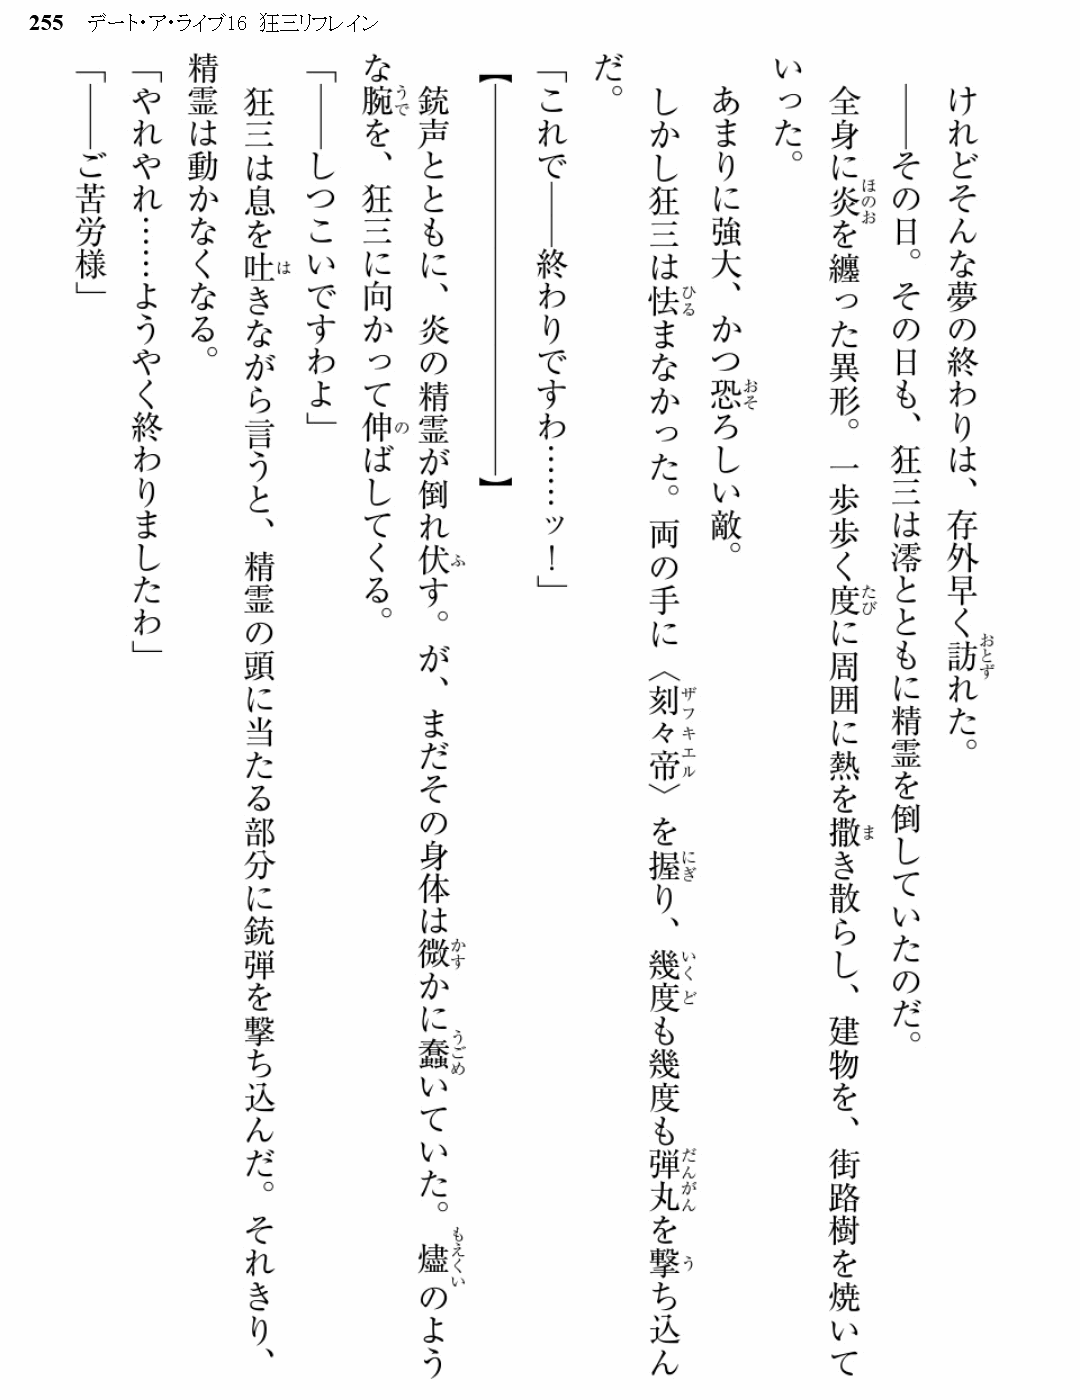 255 デート・ア・ライブ16 狂三リフレイン
けれどそんな夢の終わりは、存外早く訪れた。
――その日。その日も、狂三は澪とともに精霊を倒していたのだ。
全身に炎を纏った異形。一歩歩く度に周囲に熱を撒き散らし、建物を、街路樹を焼いて
いった。
あまりに強大、かつ恐ろしい敵。
しかし狂三は怯まなかった。両の手に〈刻々帝〉を握り、幾度も幾度も弾丸を撃ち込ん
だ。
「これで――終わりですわ……ッ！」
【――――――――――――】
銃声とともに、炎の精霊が倒れ伏す。が、まだその身体は微かに蠢いていた。燼のよう
な腕を、狂三に向かって伸ばしてくる。
「――しつこいですわよ」
狂三は息を吐きながら言うと、精霊の頭に当たる部分に銃弾を撃ち込んだ。それきり、
精霊は動かなくなる。
「やれやれ……ようやく終わりましたわ」
「――ご苦労様」